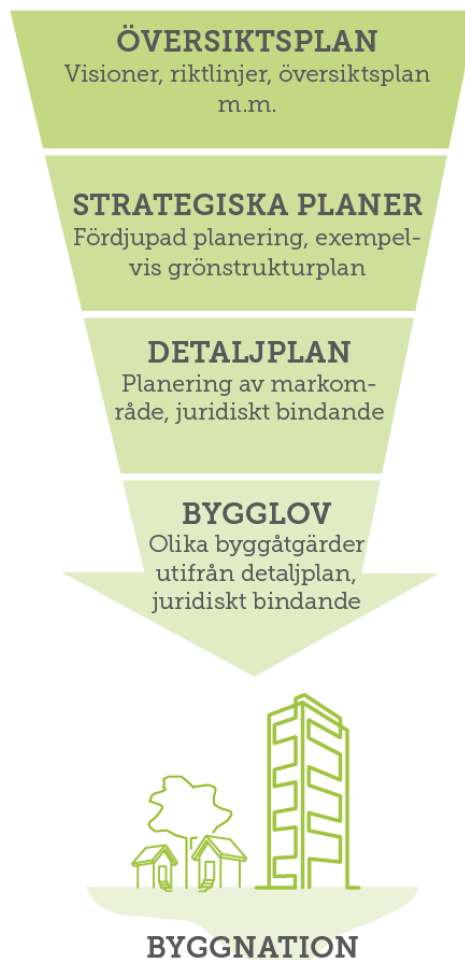 ÖVERSIKTSPLAN
Visioner, riktlinjer, översiktsplan
m.m.
STRATEGISKA PLANER
Fördjupad planering, exempel-
vis grönstrukturplan
DETALJPLAN
Planering av markom-
råde, juridiskt bindande
BYGGLOV
Olika byggåtgärder
utifrån detaljplan,
juridiskt bindande
BYGGNATION